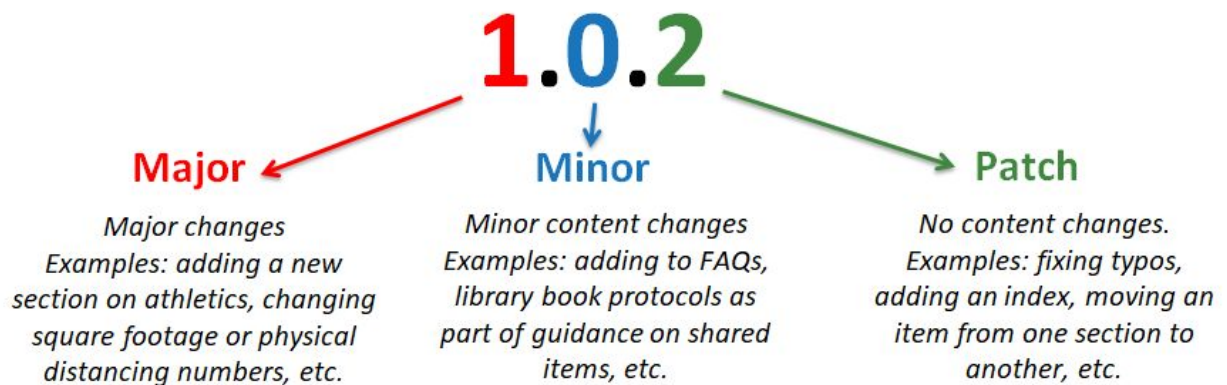 1.0.2
Major
Major changes
Examples: adding a new
section on athletics, changing
square footage or physical
distancing numbers, etc.
Minor
Minor content changes
Examples: adding to FAQs,
library book protocols as
part of guidance on shared
items, etc.
Patch
No content changes.
Examples: fixing typos,
adding an index, moving an
item from one section to
another, etc.